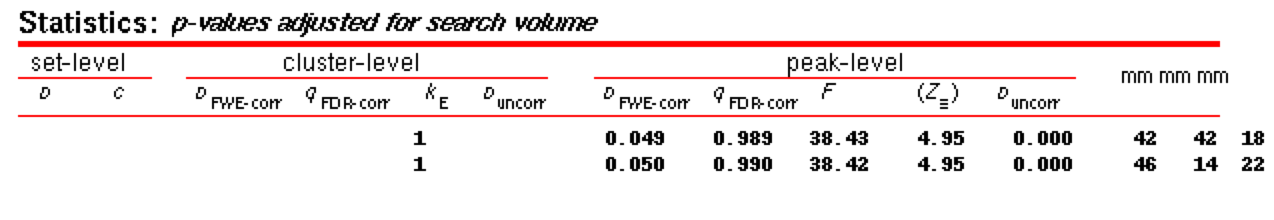 Statistics: p-values adjusted for search volume
set-level cluster-level peak-level mm mm mm
p c p FWE-corr q FDR-corr k E p uncorr p FWE-corr q FDR-corr F (Z≡) p uncorr
1 0.049 0.989 38.43 4.95 0.000 42 42 18
1 0.050 0.990 38.42 4.95 0.000 46 14 22